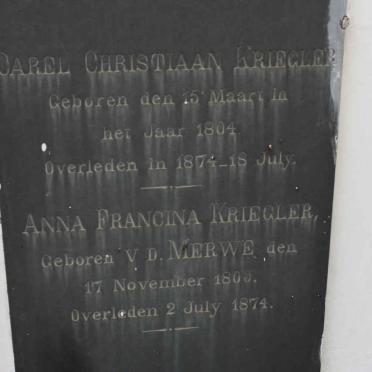 CAREL CHRISTIAAN KRIEGLER
Geboren den 15 Maart in
het Jaar 1804.
Overleden in 1874-18 July.
ANNA FRANCINA KRIEGLER,
Geboren V. D. MERWE den
17 November
Overleden 2 July 1874.